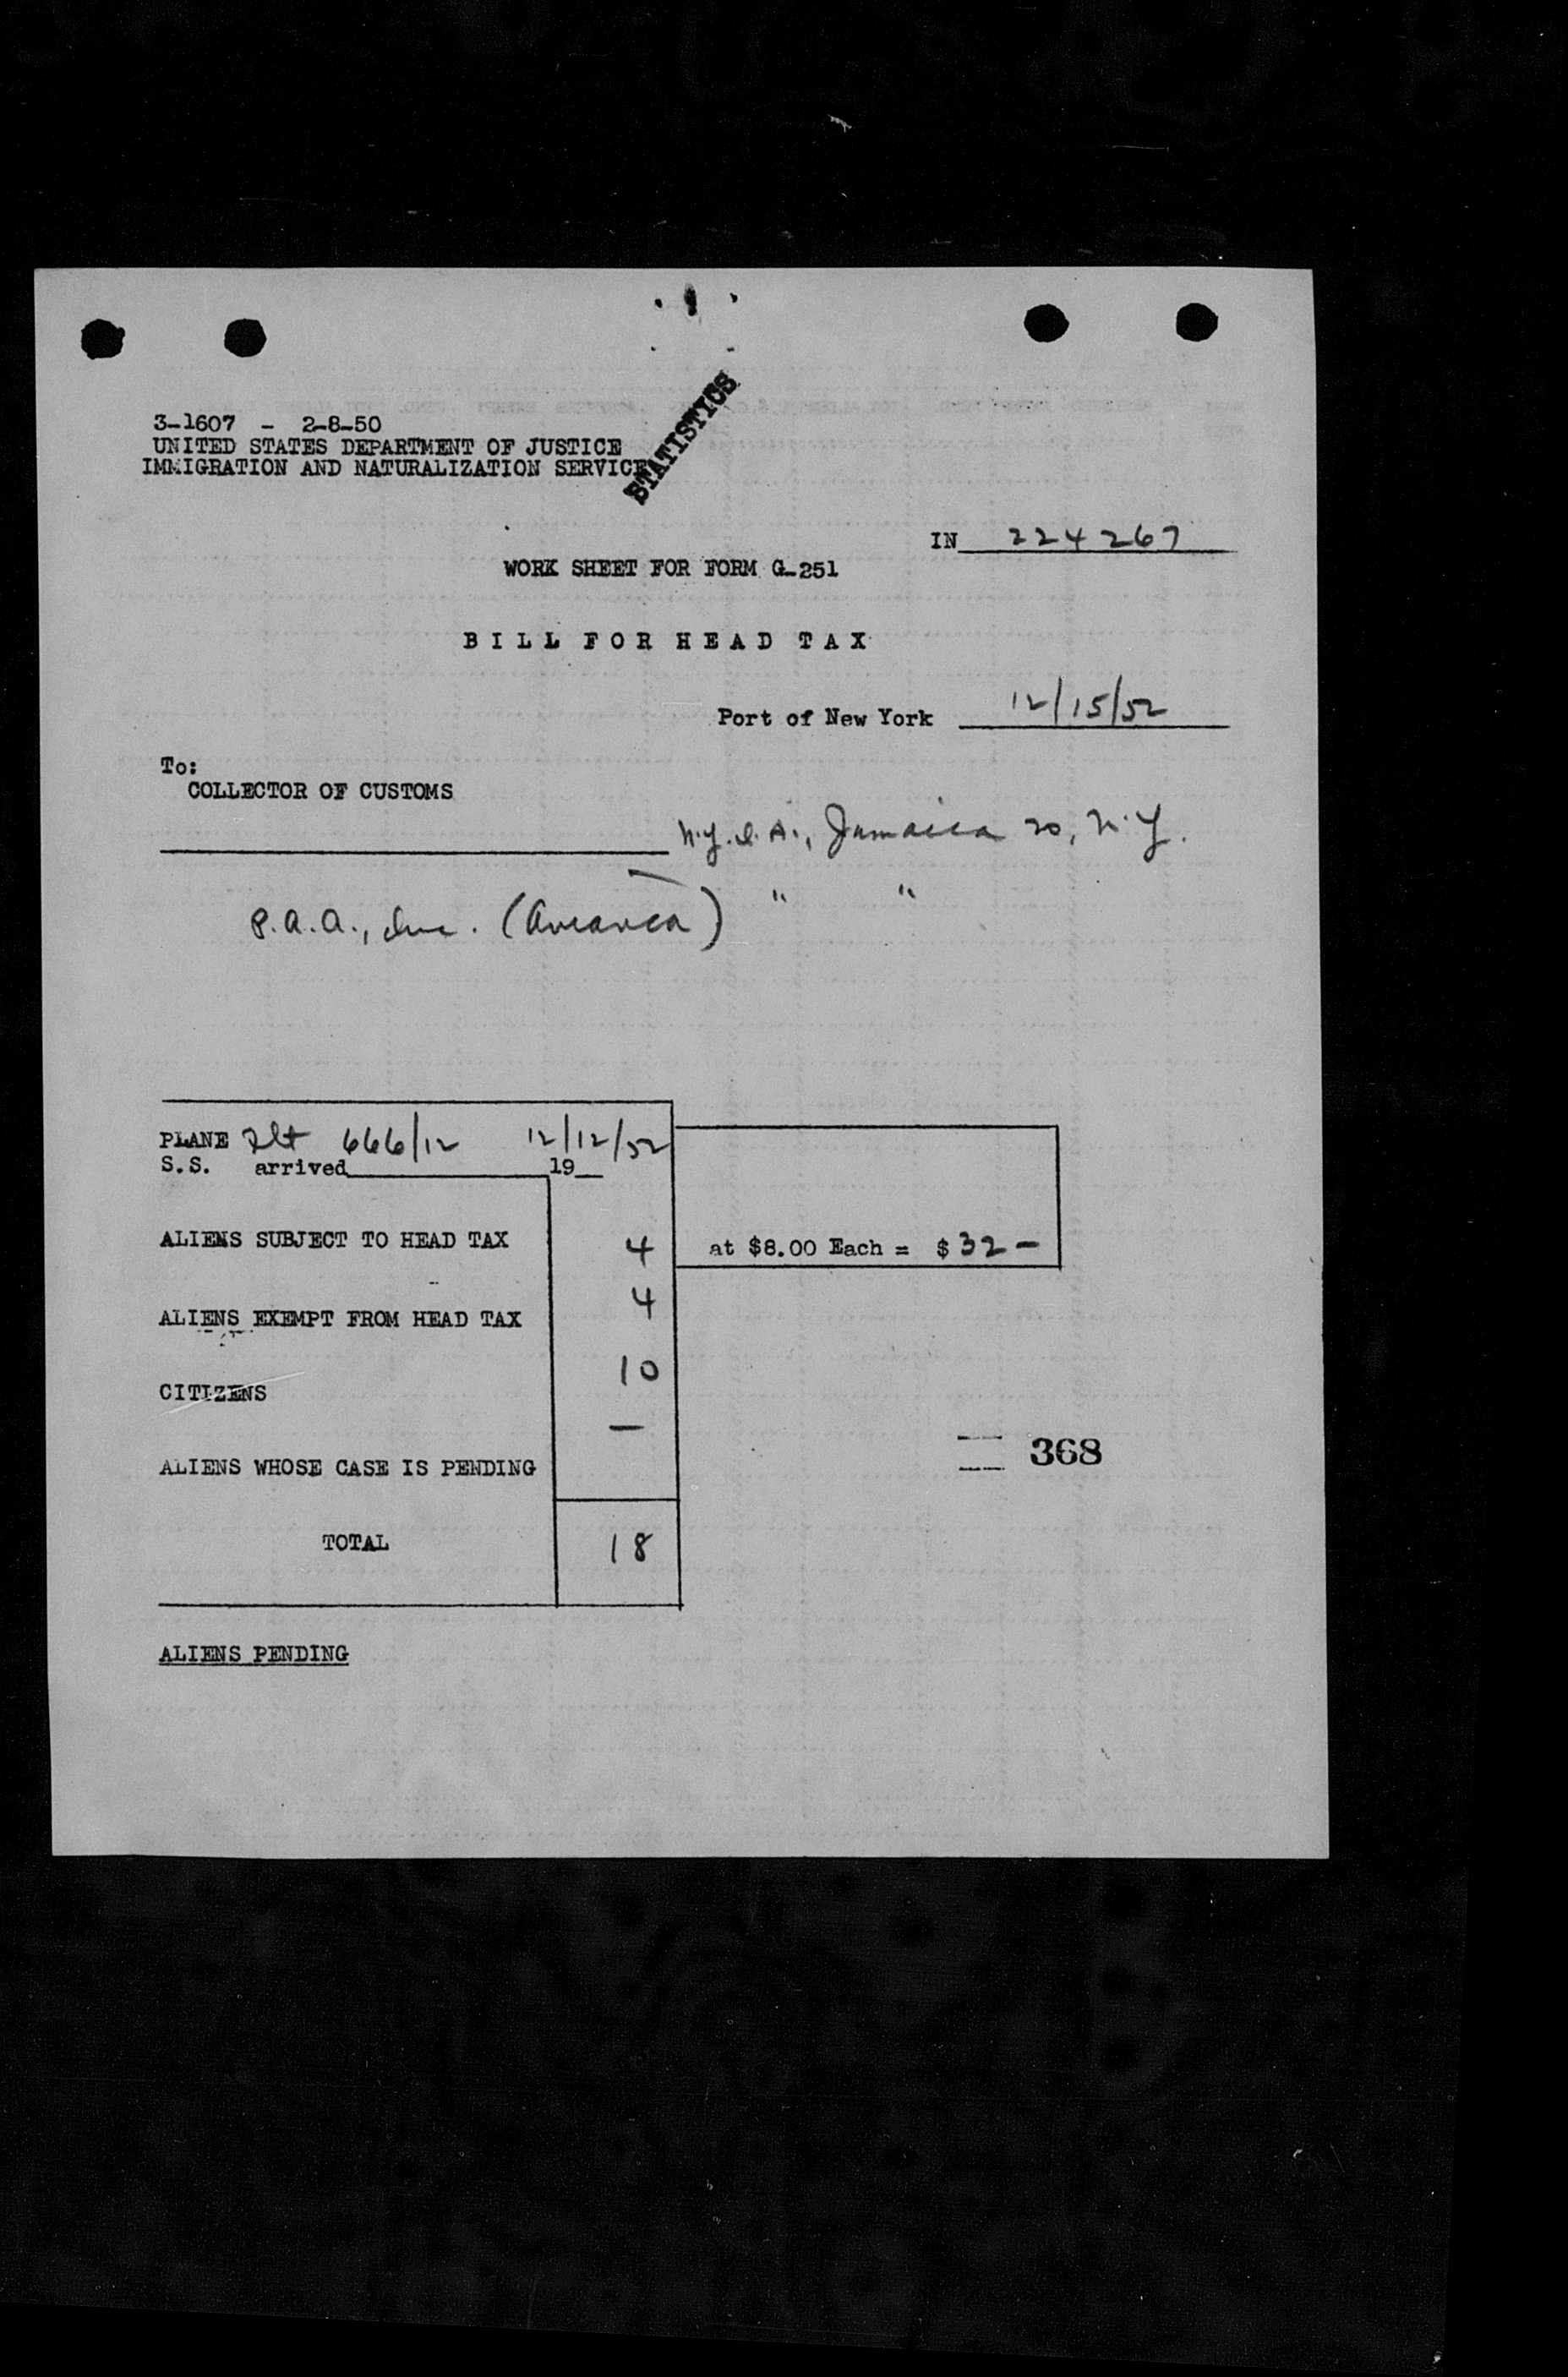 STATISTICS
3-1607 - 2-8-50
UNITED STATES DEPARTMENT OF JUSTICE
IMMIGRATION AND NATURALIZATION SERVICE
IN 224267
WORK SHEET FOR FORM G-251
BILL FOR HEAD TAX
Port of New York 12/15/52
To:
COLLECTOR OF CUSTOMS
N.Y.I.A., Jamaica 20, N.Y.
P.A.A., Inc. (Avianca) " "
PLANE Flt 666/12 12/12/52
S.S. arrived 19
ALIENS SUBJECT TO HEAD TAX 4 at $8.00 Each = $ 32 -
ALIENS EXEMPT FROM HEAD TAX 4
CITIZENS 10
ALIENS WHOSE CASE IS PENDING —
368
TOTAL 18
ALIENS PENDING